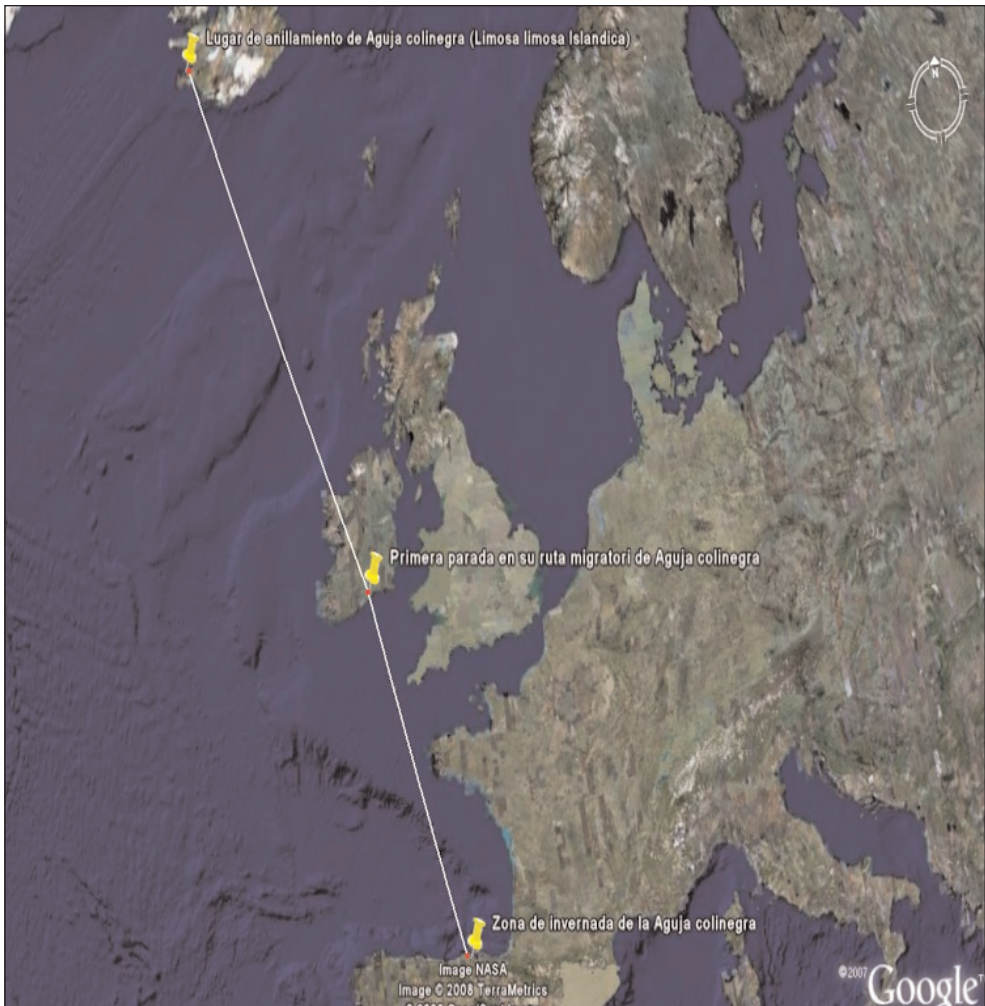 Lugar de anillamiento de Aguja colinegra (Limosa limosa Islandica)
N
Primera parada en su ruta migratori de Aguja colinegra
Zona de invernada de la Aguja colinegra
Image NASA
Image © 2008 TerraMetrics
©2007 Google